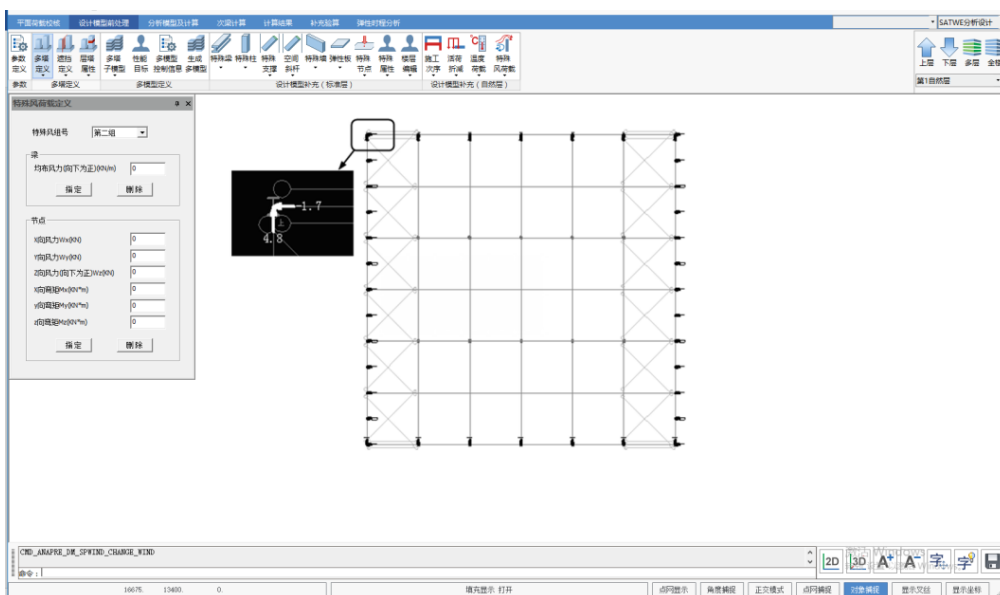 平面荷载校核 设计模型前处理 分析模型及计算 次梁计算 计算结果 补充验算 弹性时程分析
SATWE分析设计
参数 多塔 遮挡 层塔 多塔 性能 多模型 生成 特殊梁 特殊柱 特殊 空间 特殊墙 弹性板 特殊 特殊 楼层 施工 活荷 温度 特殊
定义 定义 定义 属性 子模型 目标 控制信息 多模型 支撑 斜杆 节点 属性 编辑 次序 折减 荷载 风荷载
上层 下层 多层 全楼
参数 多塔定义 多模型定义 设计模型补充(标准层) 设计模型补充(自然层)
第1自然层
特殊风荷载定义
特殊风组号 第二组
梁
均布风力(向下为正)(KN/m) 0
指定 删除
节点
X向风力Wx(KN) 0
Y向风力Wy(KN) 0
Z向风力(向下为正)Wz(KN) 0
X向弯矩Mx(KN*m) 0
y向弯矩My(KN*m) 0
z向弯矩Mz(KN*m) 0
指定 删除
-1.7
上
4.8
CMD_ANAPRE_DM_SPWIND_CHANGE_WIND
命令:
2D 3D A+ A- 字 字
16675. 13480. 0.
填充显示 打开
点网显示 角度捕捉 正交模式 点网捕捉 对象捕捉 显示叉丝 显示坐标